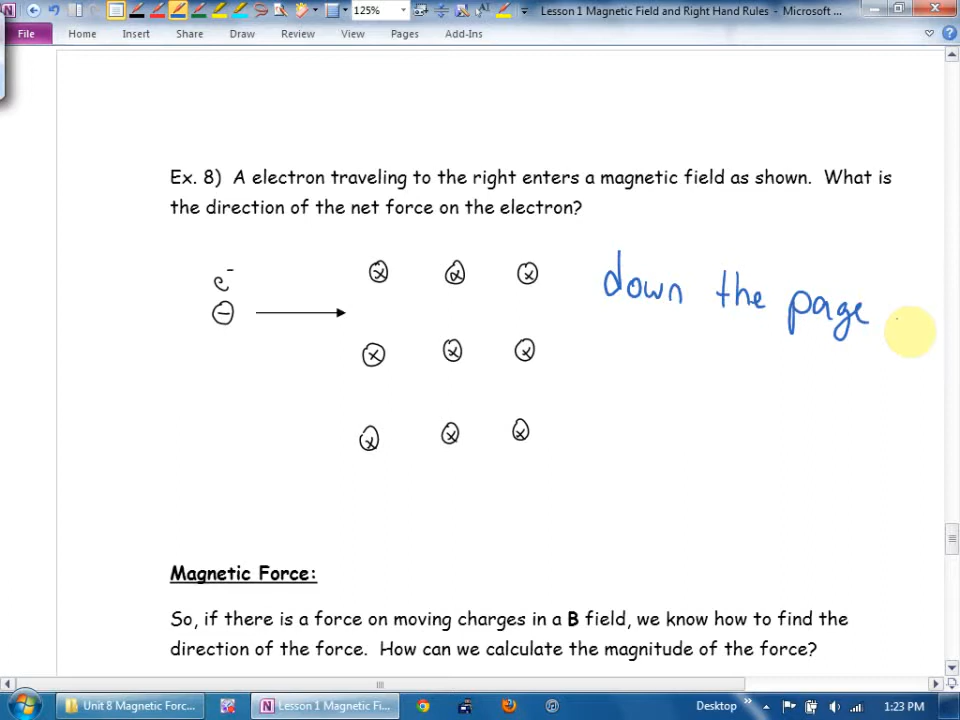 125%
Lesson 1 Magnetic Field and Right Hand Rules - Microsoft ...
File Home Insert Share Draw Review View Pages Add-Ins
Ex. 8) A electron traveling to the right enters a magnetic field as shown. What is
the direction of the net force on the electron?
e⁻
down the page
x x x
x x x
x x x
Magnetic Force:
So, if there is a force on moving charges in a B field, we know how to find the
direction of the force. How can we calculate the magnitude of the force?
Unit 8 Magnetic Forc... Lesson 1 Magnetic Fi... Desktop 1:23 PM